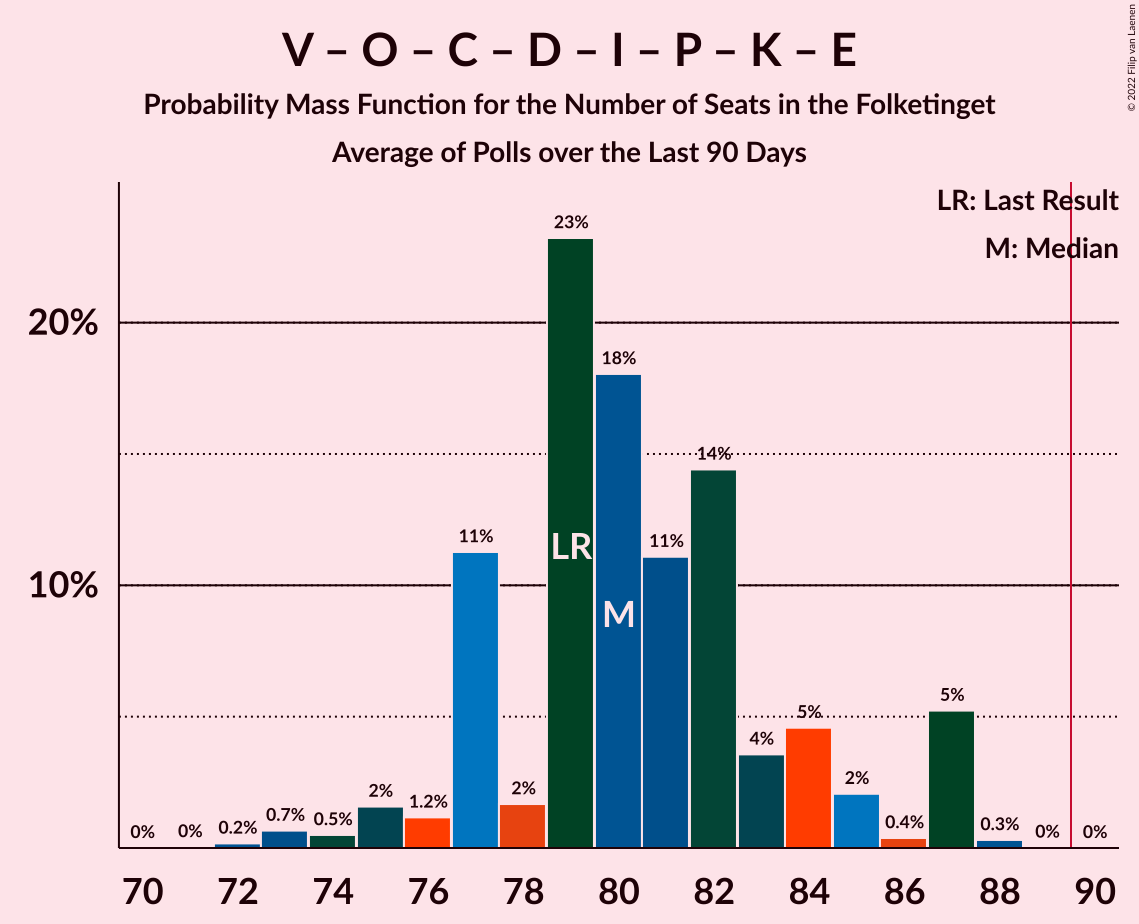 V – O – C – D – I – P – K – E
Probability Mass Function for the Number of Seats in the Folketinget
Average of Polls over the Last 90 Days
© 2022 Filip van Laenen
LR: Last Result
M: Median
20%
10%
0%
0%
0.2%
0.7%
0.5%
2%
1.2%
11%
2%
23%
18%
11%
14%
4%
5%
2%
0.4%
5%
0.3%
0%
0%
LR
M
70 72 74 76 78 80 82 84 86 88 90